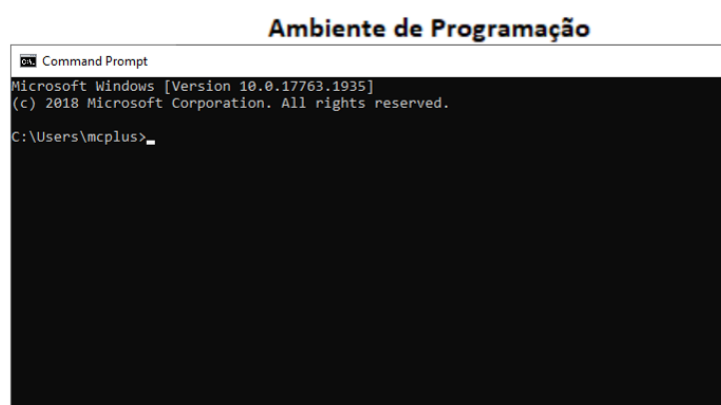 Ambiente de Programação
Command Prompt
Microsoft Windows [Version 10.0.17763.1935]
(c) 2018 Microsoft Corporation. All rights reserved.
C:\Users\mcplus>